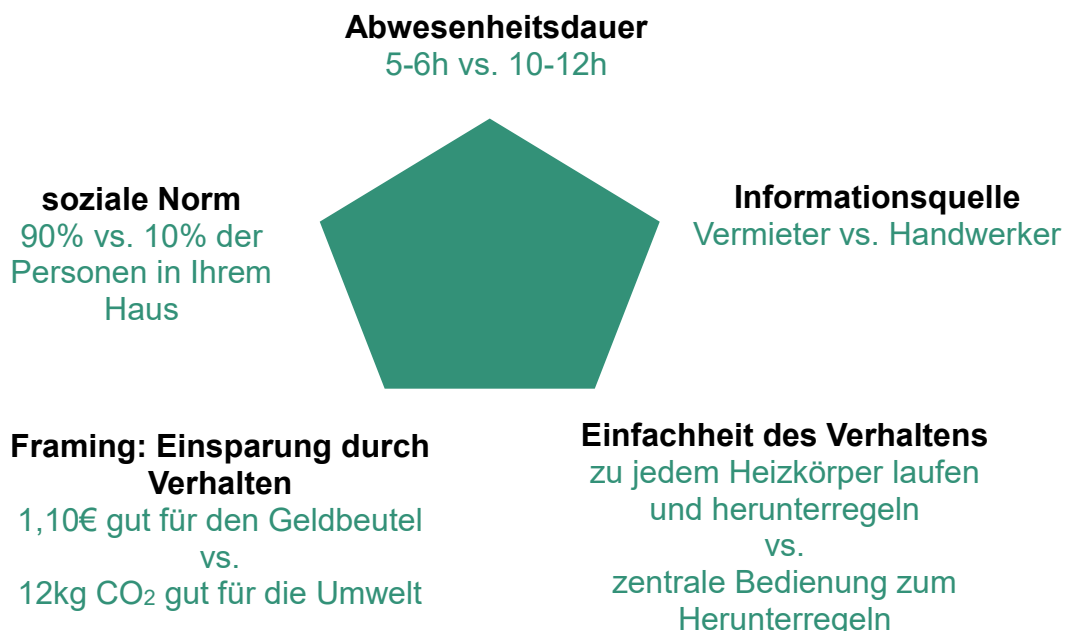 Abwesenheitsdauer
5-6h vs. 10-12h
soziale Norm
90% vs. 10% der
Personen in Ihrem
Haus
Informationsquelle
Vermieter vs. Handwerker
Framing: Einsparung durch
Verhalten
1,10€ gut für den Geldbeutel
vs.
12kg CO₂ gut für die Umwelt
Einfachheit des Verhaltens
zu jedem Heizkörper laufen
und herunterregeln
vs.
zentrale Bedienung zum
Herunterregeln